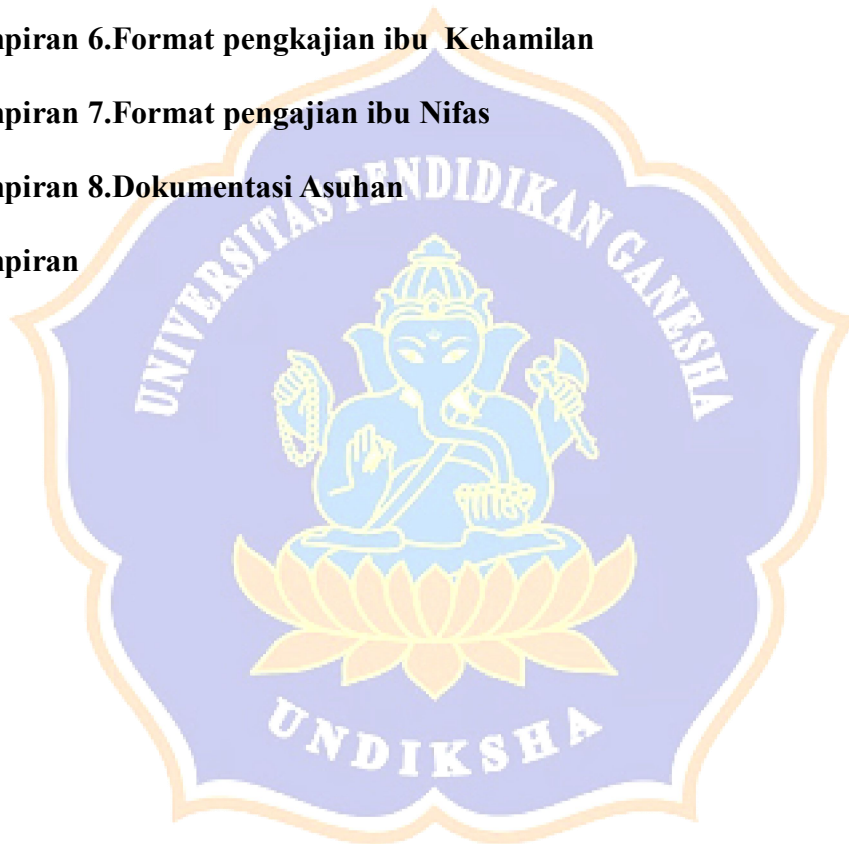 npiran 6.Format pengkajian ibu  Kehamilan
npiran 7.Format pengajian ibu Nifas
npiran 8.Dokumentasi Asuhan
npiran
UNIVERSITAS PENDIDIKAN GANESHA
UNDIKSHA